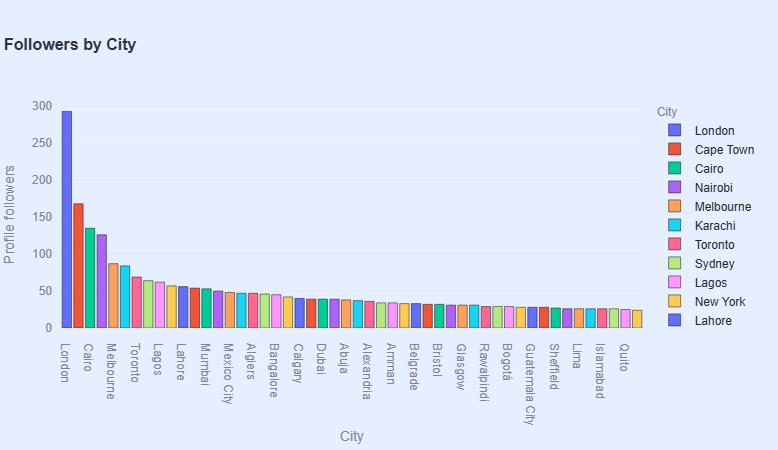 Followers by City
Profile followers
300
250
200
150
100
50
0
London
Cairo
Melbourne
Toronto
Lagos
Lahore
Mumbai
Mexico City
Algiers
Bangalore
Calgary
Dubai
Abuja
Alexandria
Amman
Belgrade
Bristol
Glasgow
Rawalpindi
Bogotá
Guatemala City
Sheffield
Lima
Islamabad
Quito
City
City
London
Cape Town
Cairo
Nairobi
Melbourne
Karachi
Toronto
Sydney
Lagos
New York
Lahore